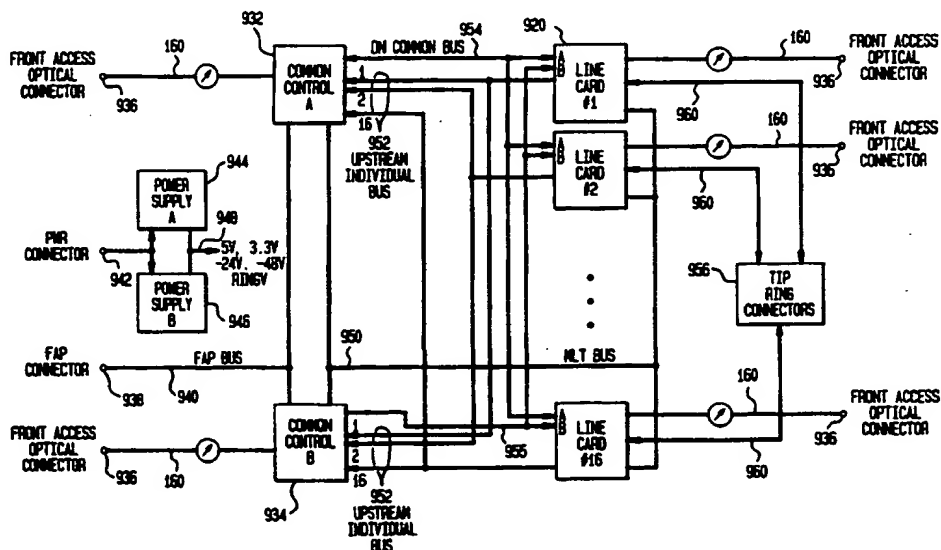 932
954
920
DN COMMON BUS
160
160
FRONT ACCESS
OPTICAL
CONNECTOR
936
COMMON
CONTROL
A
1
2
16
952
UPSTREAM
INDIVIDUAL
BUS
A
B
LINE
CARD
#1
960
936
FRONT ACCESS
OPTICAL
CONNECTOR
A
B
LINE
CARD
#2
160
960
936
FRONT ACCESS
OPTICAL
CONNECTOR
944
POWER
SUPPLY
A
948
5V, 3.3V
-24V, -48V
RINGV
PWR
CONNECTOR
942
POWER
SUPPLY
B
946
956
TIP
RING
CONNECTORS
FAP
CONNECTOR
938
FAP BUS
940
950
MLT BUS
FRONT ACCESS
OPTICAL
CONNECTOR
936
160
COMMON
CONTROL
B
934
1
2
16
952
UPSTREAM
INDIVIDUAL
BUS
955
A
B
LINE
CARD
#16
160
960
936
FRONT ACCESS
OPTICAL
CONNECTOR